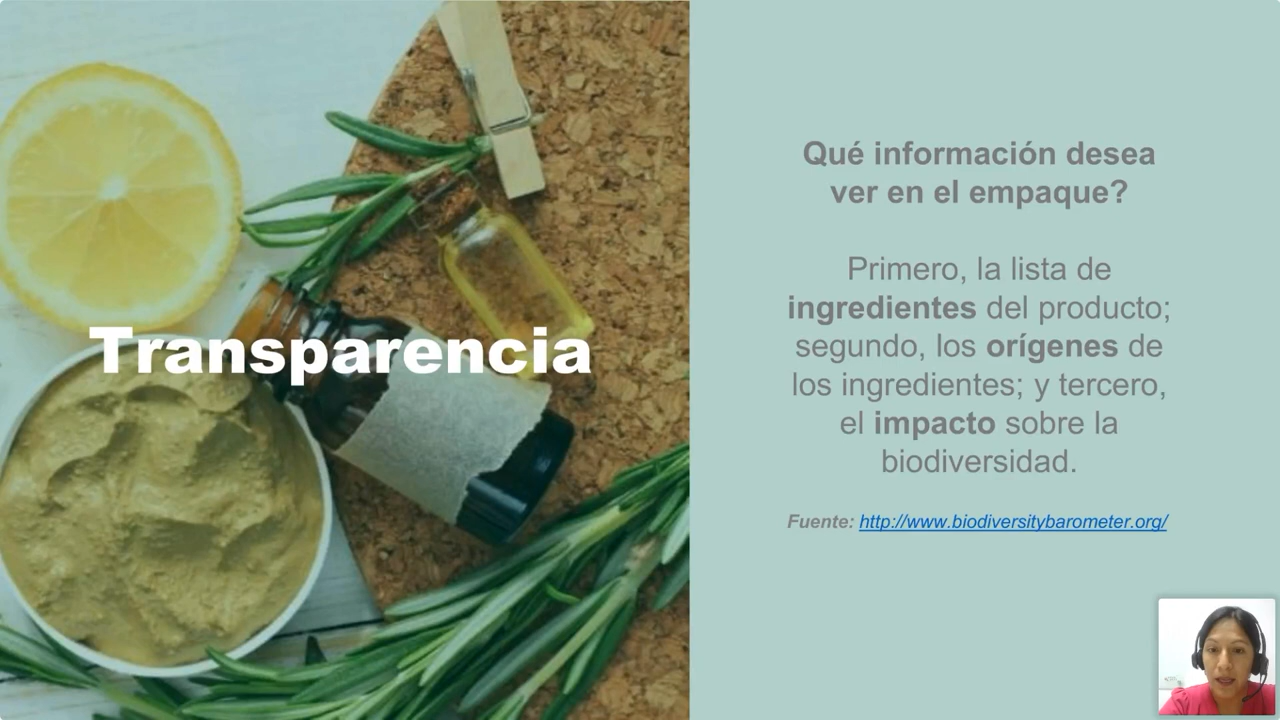 Transparencia
Qué información desea
ver en el empaque?
Primero, la lista de
ingredientes del producto;
segundo, los orígenes de
los ingredientes; y tercero,
el impacto sobre la
biodiversidad.
Fuente: http://www.biodiversitybarometer.org/